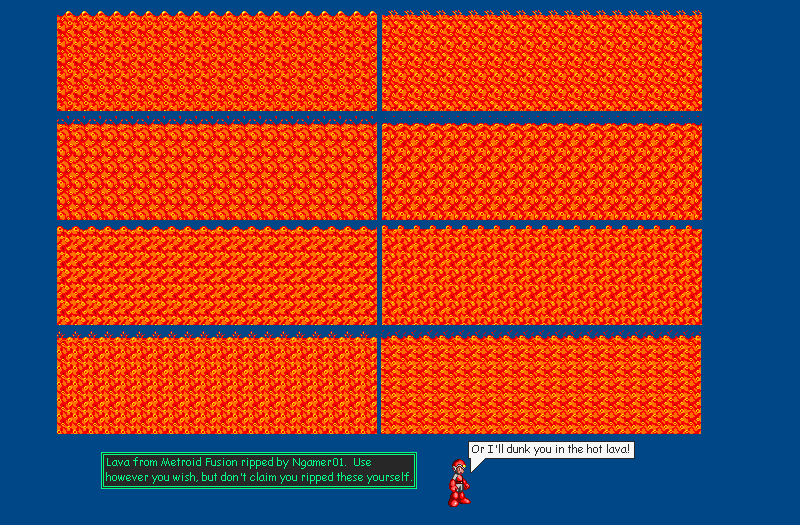 Lava from Metroid Fusion ripped by Ngamer01. Use
however you wish, but don't claim you ripped these yourself.
Or I'll dunk you in the hot lava!